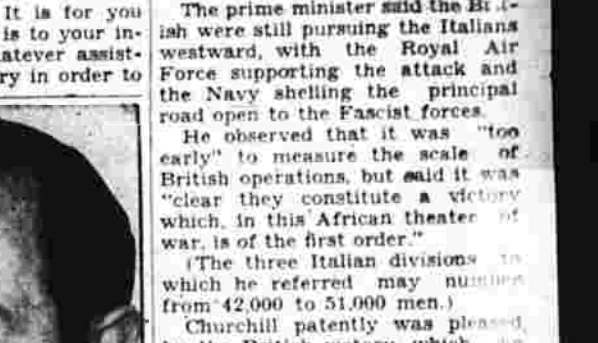 It is for you
is to your in-
atever assist-
ry in order to
The prime minister said the Brit-
ish were still pursuing the Italians
westward, with the Royal Air
Force supporting the attack and
the Navy shelling the principal
road open to the Fascist forces.
He observed that it was "too
early" to measure the scale of
British operations, but said it was
"clear they constitute a victory
which, in this African theater of
war, is of the first order."
(The three Italian divisions to
which he referred may number
from 42,000 to 51,000 men.)
Churchill patently was pleased